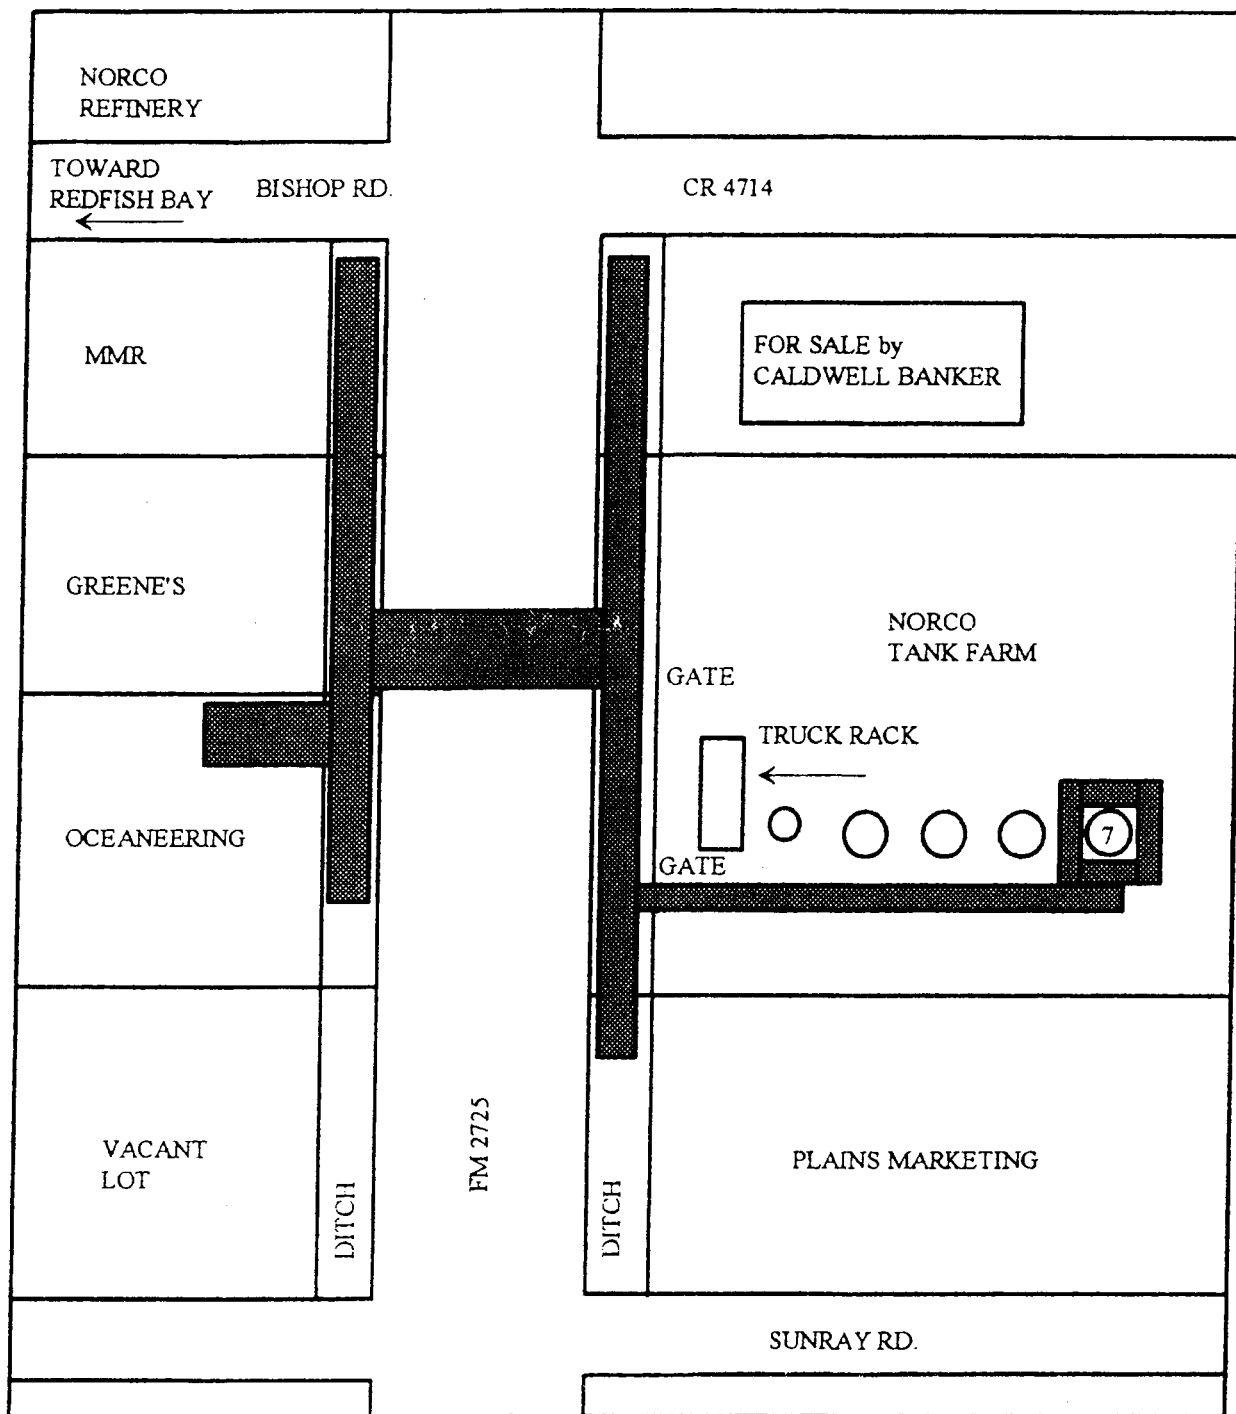 NORCO
REFINERY
TOWARD
REDFISH BAY
BISHOP RD.
CR 4714
MMR
FOR SALE by
CALDWELL BANKER
GREENE'S
NORCO
TANK FARM
GATE
TRUCK RACK
OCEANEERING
7
GATE
FM 2725
VACANT
LOT
PLAINS MARKETING
DITCH
DITCH
SUNRAY RD.